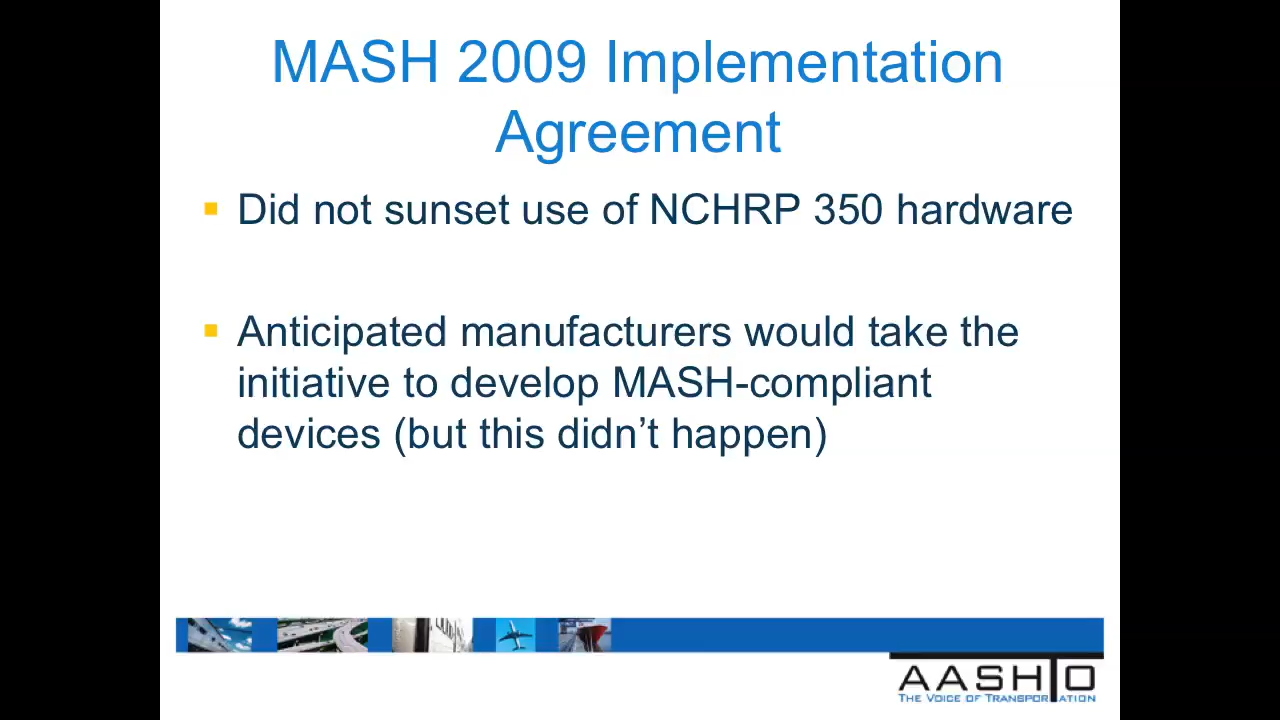 MASH 2009 Implementation
Agreement
Did not sunset use of NCHRP 350 hardware
Anticipated manufacturers would take the
initiative to develop MASH-compliant
devices (but this didn’t happen)
AASHTO
THE VOICE OF TRANSPORTATION